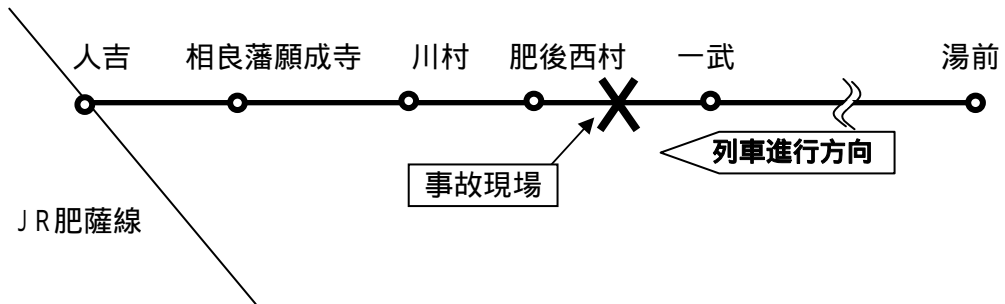 人吉
相良藩願成寺
川村
肥後西村
一武
湯前
列車進行方向
事故現場
JR肥薩線